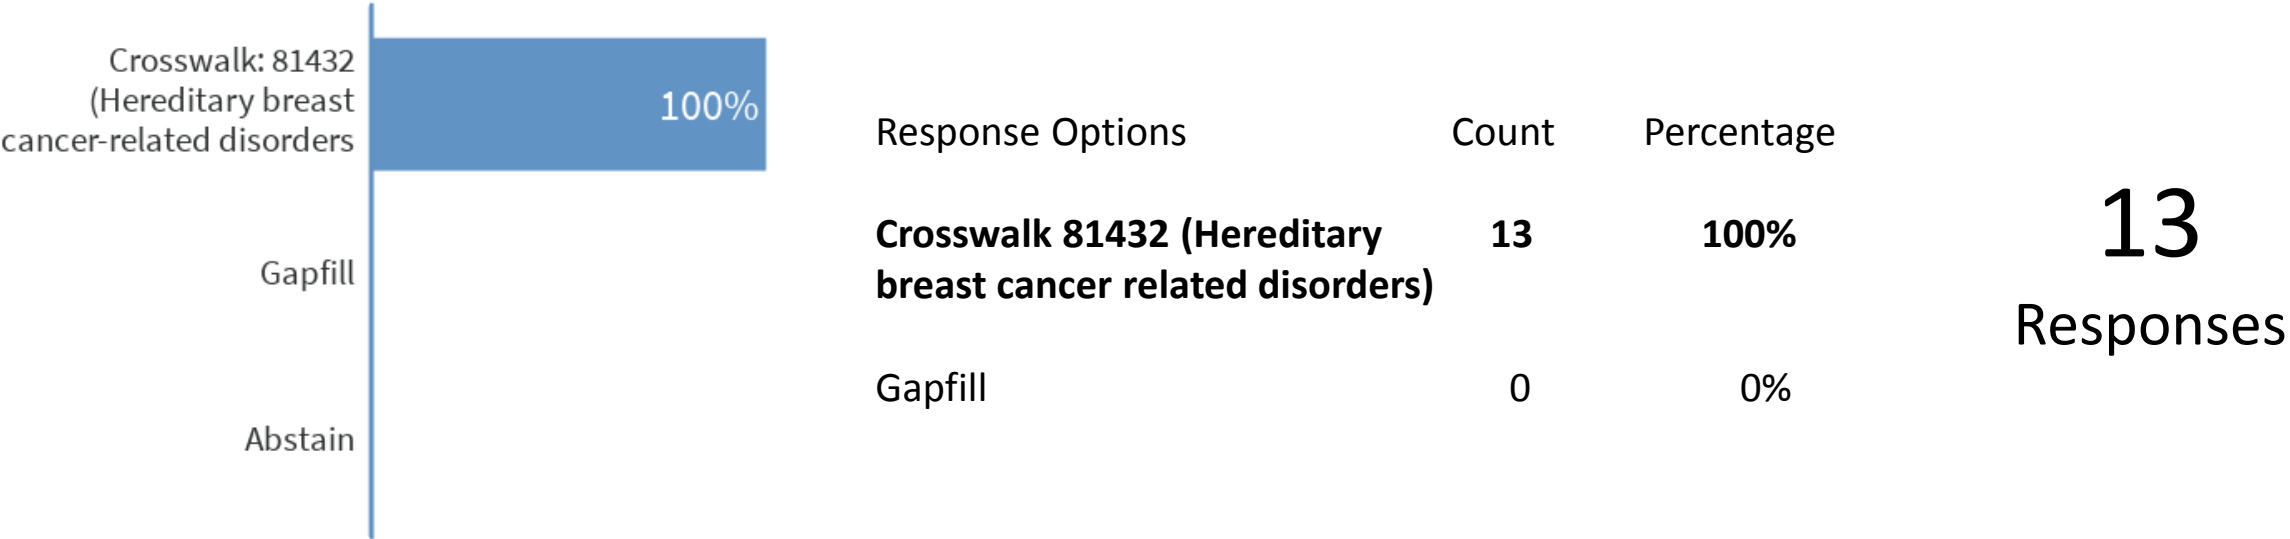 Crosswalk: 81432
(Hereditary breast
cancer-related disorders
100%
Gapfill
Abstain
Response Options Count Percentage
Crosswalk 81432 (Hereditary 13 100%
breast cancer related disorders)
Gapfill 0 0%
13
Responses